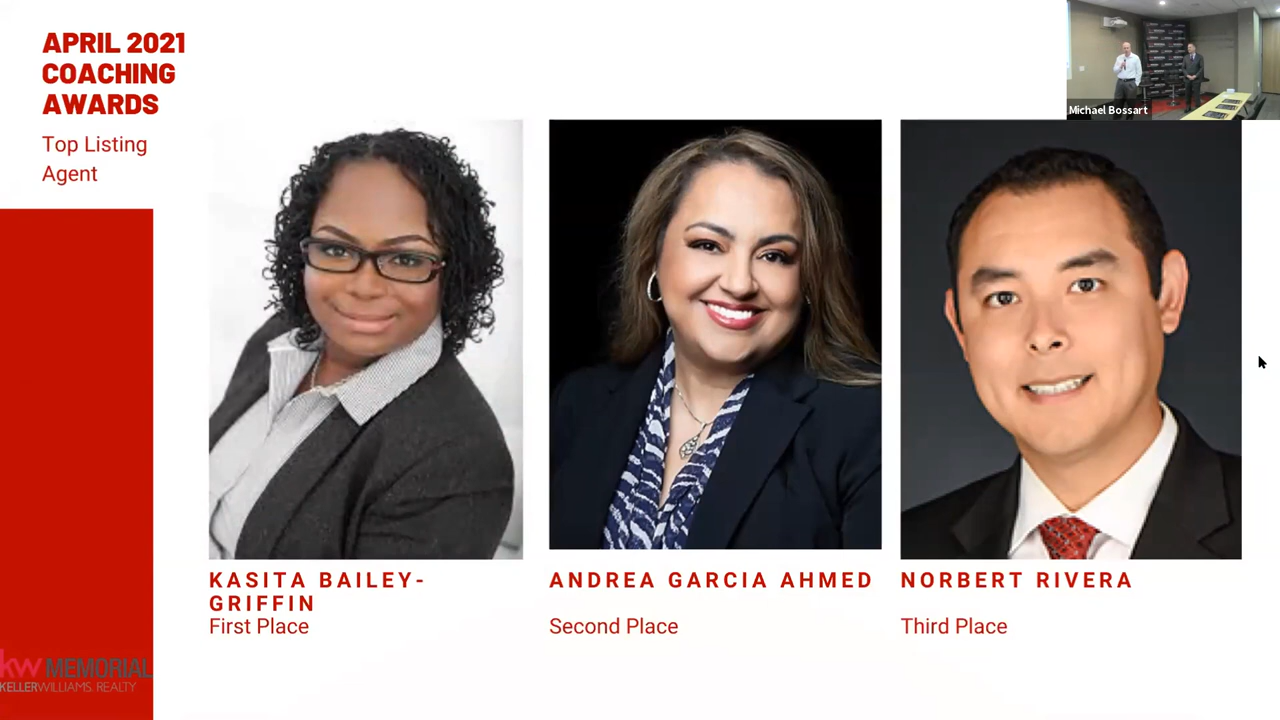 APRIL 2021
COACHING
AWARDS
Top Listing
Agent
Michael Bossart
KASITA BAILEY-
GRIFFIN
First Place
ANDREA GARCIA AHMED
Second Place
NORBERT RIVERA
Third Place
kw MEMORIAL
KELLERWILLIAMS. REALTY